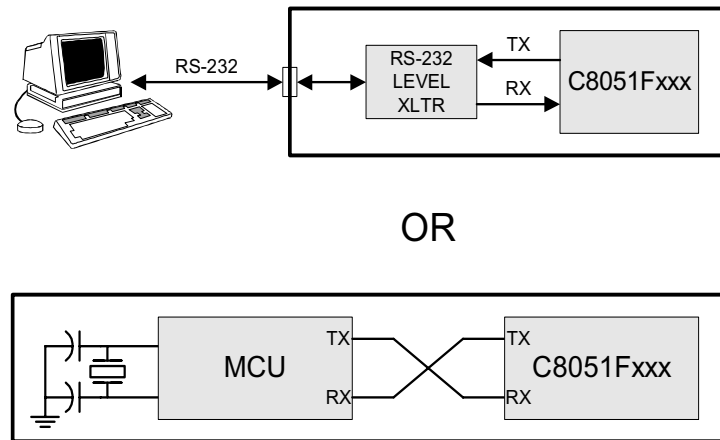 RS-232
RS-232
LEVEL
XLTR
TX
RX
C8051Fxxx
OR
MCU
TX
RX
TX
RX
C8051Fxxx